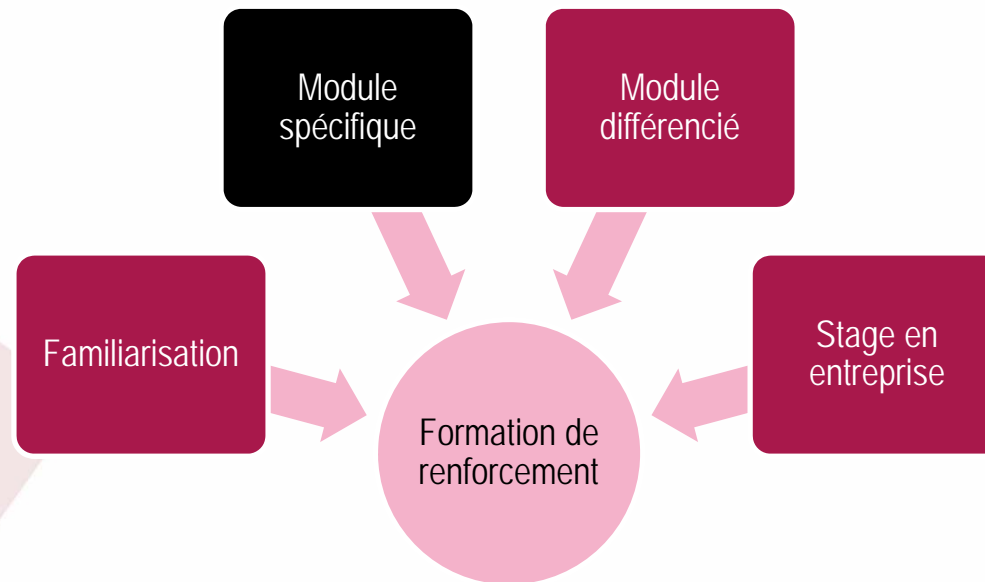 Module
spécifique
Module
différencié
Familiarisation
Stage en
entreprise
Formation de
renforcement